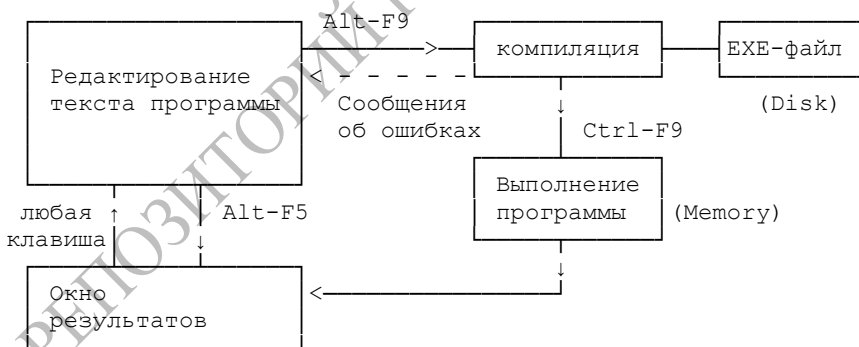 Alt-F9
компиляция
EXE-файл
Редактирование
текста программы
Сообщения
об ошибках
(Disk)
Ctrl-F9
Выполнение
программы
(Memory)
любая
клавиша
Alt-F5
Окно
результатов
РЕПОЗИТОРИЙ